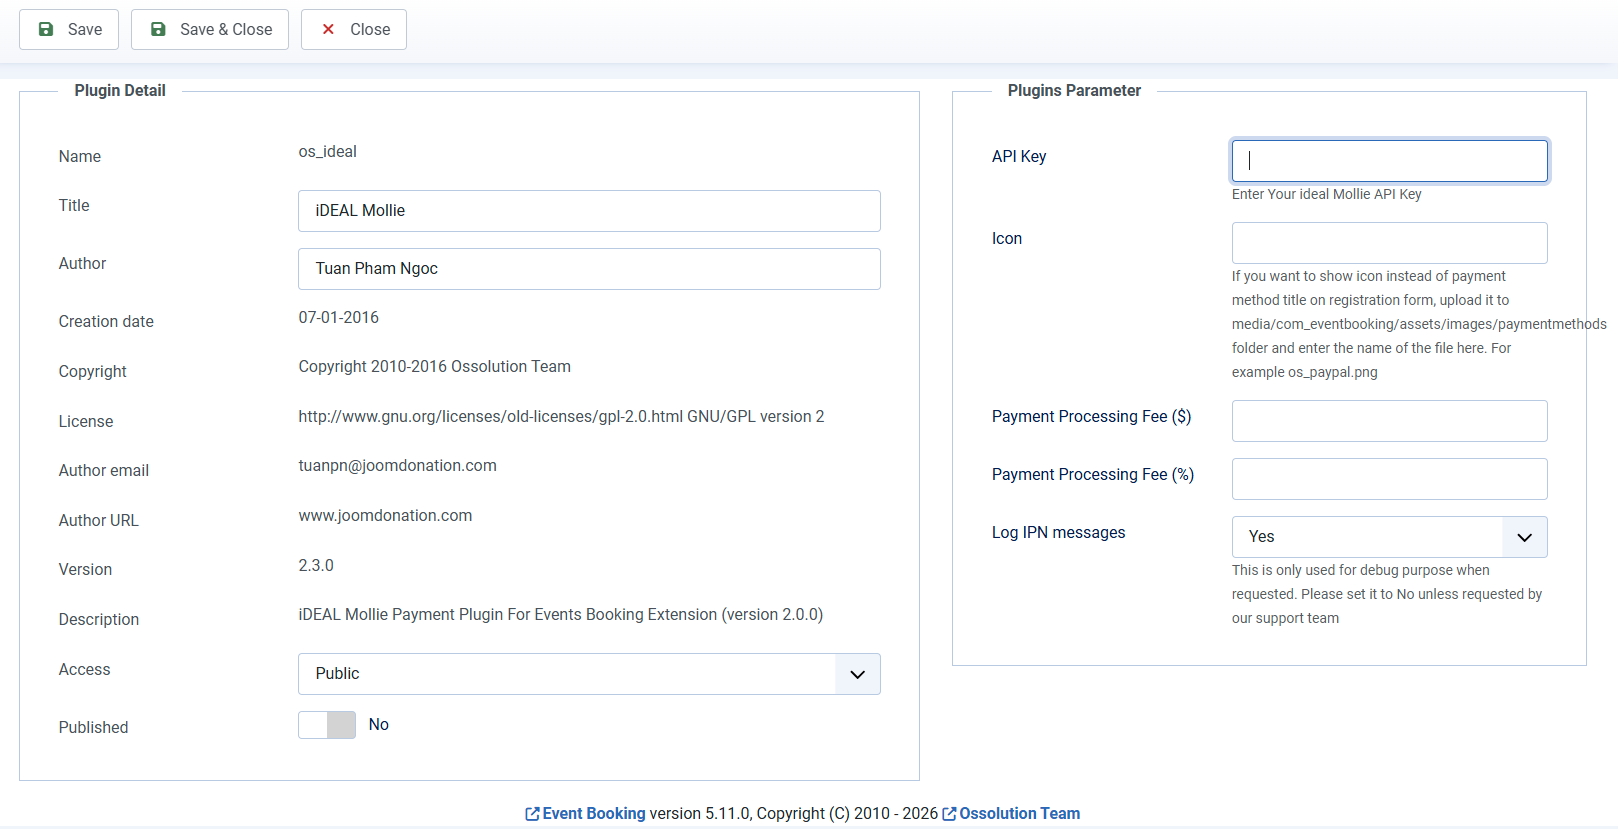 Save
Save & Close
Close
Plugin Detail
Name
os_ideal
Title
iDEAL Mollie
Author
Tuan Pham Ngoc
Creation date
07-01-2016
Copyright
Copyright 2010-2016 Ossolution Team
License
http://www.gnu.org/licenses/old-licenses/gpl-2.0.html GNU/GPL version 2
Author email
tuanpn@joomdonation.com
Author URL
www.joomdonation.com
Version
2.3.0
Description
iDEAL Mollie Payment Plugin For Events Booking Extension (version 2.0.0)
Access
Public
Published
No
Plugins Parameter
API Key
Enter Your ideal Mollie API Key
Icon
If you want to show icon instead of payment
method title on registration form, upload it to
media/com_eventbooking/assets/images/paymentmethods
folder and enter the name of the file here. For
example os_paypal.png
Payment Processing Fee ($)
Payment Processing Fee (%)
Log IPN messages
Yes
This is only used for debug purpose when
requested. Please set it to No unless requested by
our support team
Event Booking version 5.11.0, Copyright (C) 2010 - 2026 Ossolution Team